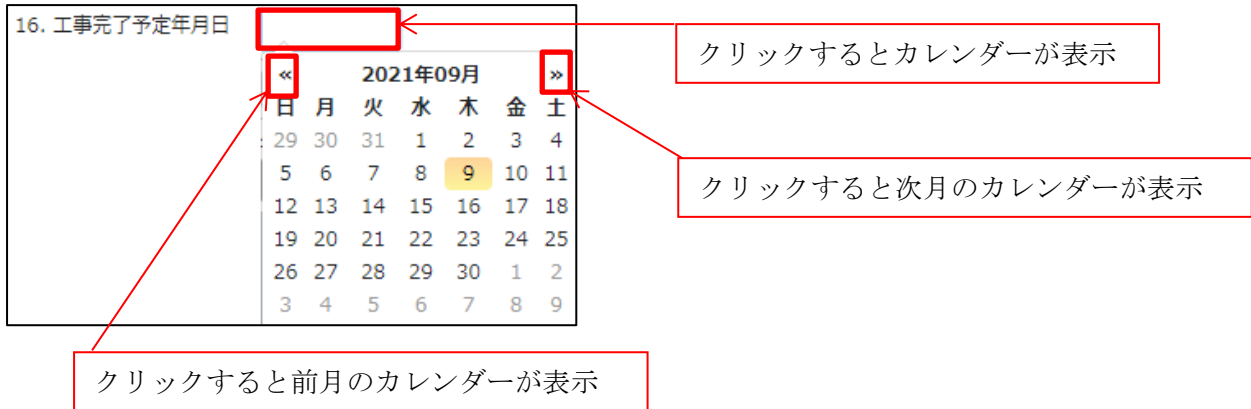 16. 工事完了予定年月日
クリックするとカレンダーが表示
« 2021年09月 »
日 月 火 水 木 金 土
29 30 31 1 2 3 4
5 6 7 8 9 10 11
12 13 14 15 16 17 18
19 20 21 22 23 24 25
26 27 28 29 30 1 2
3 4 5 6 7 8 9
クリックすると次月のカレンダーが表示
クリックすると前月のカレンダーが表示